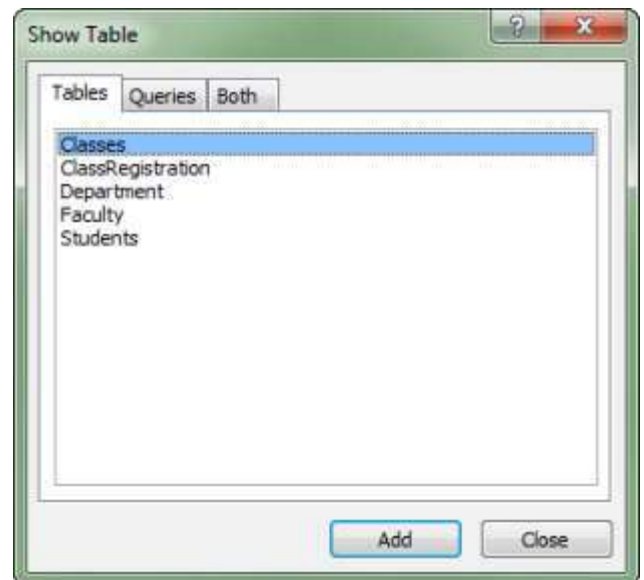 Show Table
?
Tables Queries Both
Classes
ClassRegistration
Department
Faculty
Students
Add Close